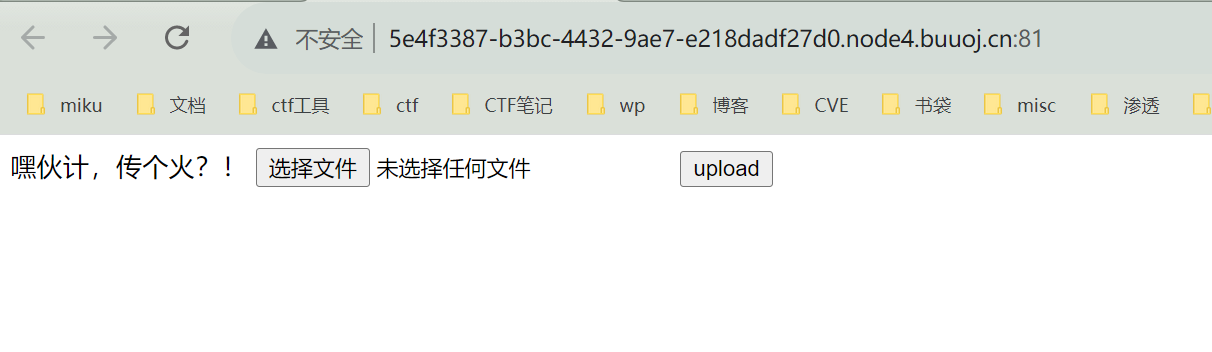 不安全 5e4f3387-b3bc-4432-9ae7-e218dadf27d0.node4.buuoj.cn:81
miku 文档 ctf工具 ctf CTF笔记 wp 博客 CVE 书袋 misc 渗透
嘿伙计，传个火？！ 选择文件 未选择任何文件 upload